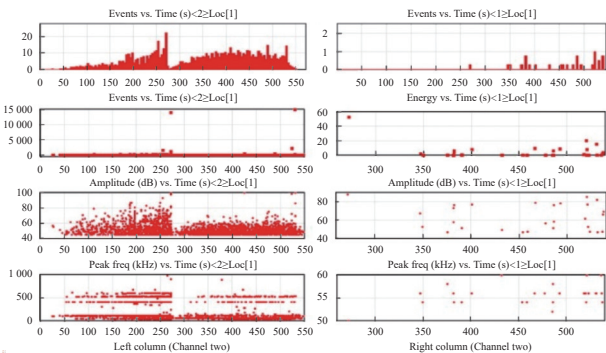 Events vs. Time (s)<2≥Loc[1]
20
10
0
0 50 100 150 200 250 300 350 400 450 500 550
Events vs. Time (s)<1≥Loc[1]
2
1
0
50 100 150 200 250 300 350 400 450 500
Events vs. Time (s)<2≥Loc[1]
15 000
10 000
5 000
0
0 50 100 150 200 250 300 350 400 450 500 550
Energy vs. Time (s)<1≥Loc[1]
60
40
20
0
300 350 400 450 500
Amplitude (dB) vs. Time (s)<2≥Loc[1]
100
80
60
40
0 50 100 150 200 250 300 350 400 450 500 550
Amplitude (dB) vs. Time (s)<1≥Loc[1]
80
60
40
300 350 400 450 500
Peak freq (kHz) vs. Time (s)<2≥Loc[1]
1 000
500
0
0 50 100 150 200 250 300 350 400 450 500 550
Peak freq (kHz) vs. Time (s)<1≥Loc[1]
60
55
50
300 350 400 450 500
Left column (Channel two)
Right column (Channel two)